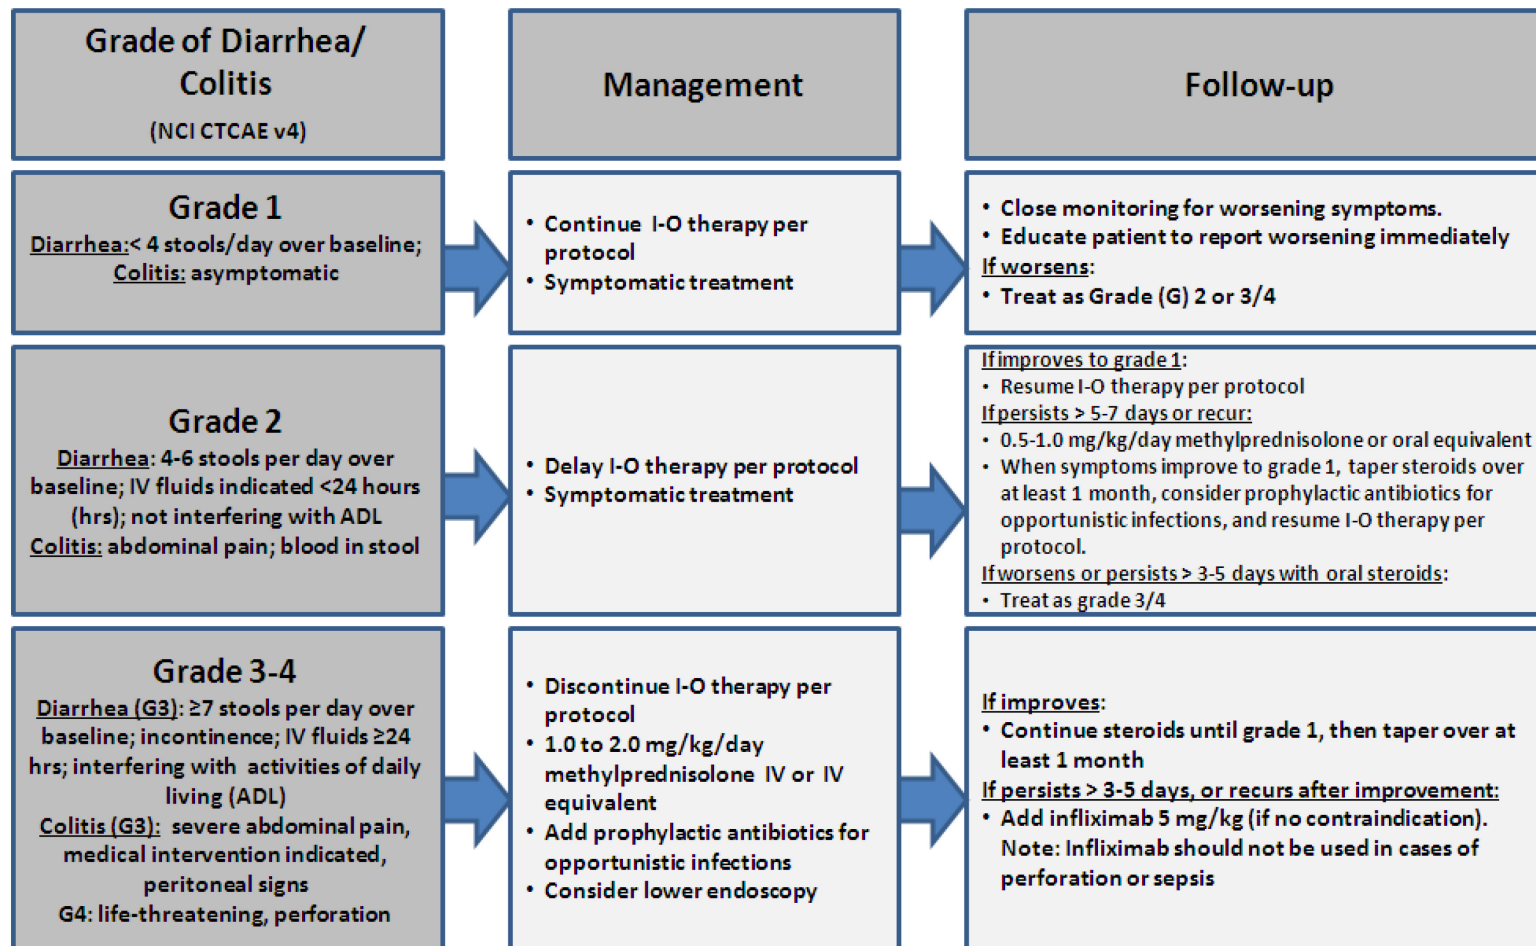 Grade of Diarrhea/
Colitis
(NCI CTCAE v4)
Management
Follow-up
Grade 1
Diarrhea:< 4 stools/day over baseline;
Colitis: asymptomatic
• Continue I-O therapy per
protocol
• Symptomatic treatment
• Close monitoring for worsening symptoms.
• Educate patient to report worsening immediately
If worsens:
• Treat as Grade (G) 2 or 3/4
Grade 2
Diarrhea: 4-6 stools per day over
baseline; IV fluids indicated <24 hours
(hrs); not interfering with ADL
Colitis: abdominal pain; blood in stool
• Delay I-O therapy per protocol
• Symptomatic treatment
If improves to grade 1:
• Resume I-O therapy per protocol
If persists > 5-7 days or recur:
• 0.5-1.0 mg/kg/day methylprednisolone or oral equivalent
• When symptoms improve to grade 1, taper steroids over
at least 1 month, consider prophylactic antibiotics for
opportunistic infections, and resume I-O therapy per
protocol.
If worsens or persists > 3-5 days with oral steroids:
• Treat as grade 3/4
Grade 3-4
Diarrhea (G3): ≥7 stools per day over
baseline; incontinence; IV fluids ≥24
hrs; interfering with activities of daily
living (ADL)
Colitis (G3): severe abdominal pain,
medical intervention indicated,
peritoneal signs
G4: life-threatening, perforation
• Discontinue I-O therapy per
protocol
• 1.0 to 2.0 mg/kg/day
methylprednisolone IV or IV
equivalent
• Add prophylactic antibiotics for
opportunistic infections
• Consider lower endoscopy
If improves:
• Continue steroids until grade 1, then taper over at
least 1 month
If persists > 3-5 days, or recurs after improvement:
• Add infliximab 5 mg/kg (if no contraindication).
Note: Infliximab should not be used in cases of
perforation or sepsis